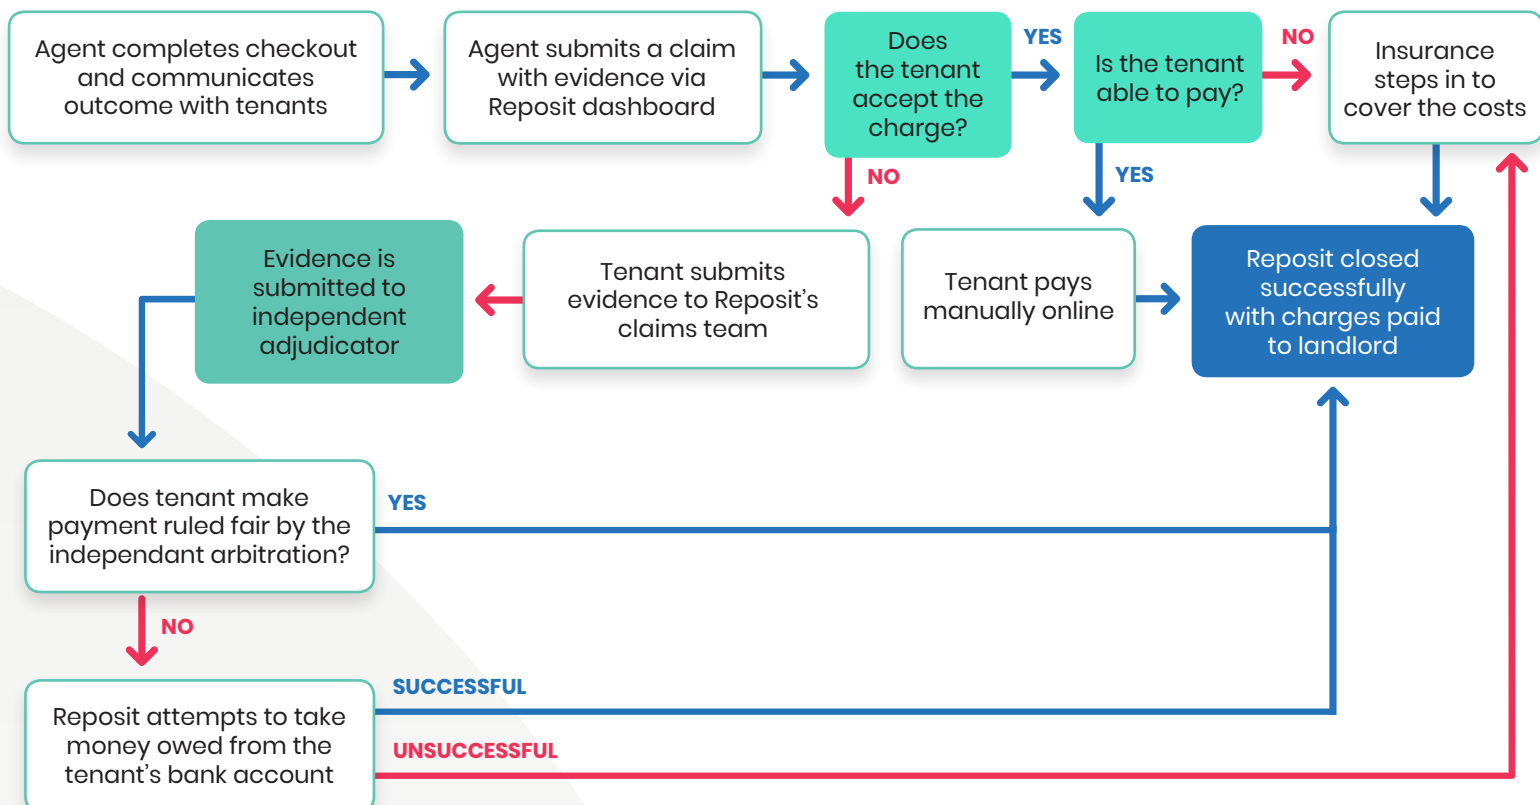 Agent completes checkout
and communicates
outcome with tenants
Agent submits a claim
with evidence via
Reposit dashboard
Does
the tenant
accept the
charge?
YES
Is the tenant
able to pay?
NO
Insurance
steps in to
cover the costs
NO
YES
Evidence is
submitted to
independent
adjudicator
Tenant submits
evidence to Reposit’s
claims team
Tenant pays
manually online
Reposit closed
successfully
with charges paid
to landlord
Does tenant make
payment ruled fair by the
independant arbitration?
YES
NO
Reposit attempts to take
money owed from the
tenant’s bank account
SUCCESSFUL
UNSUCCESSFUL